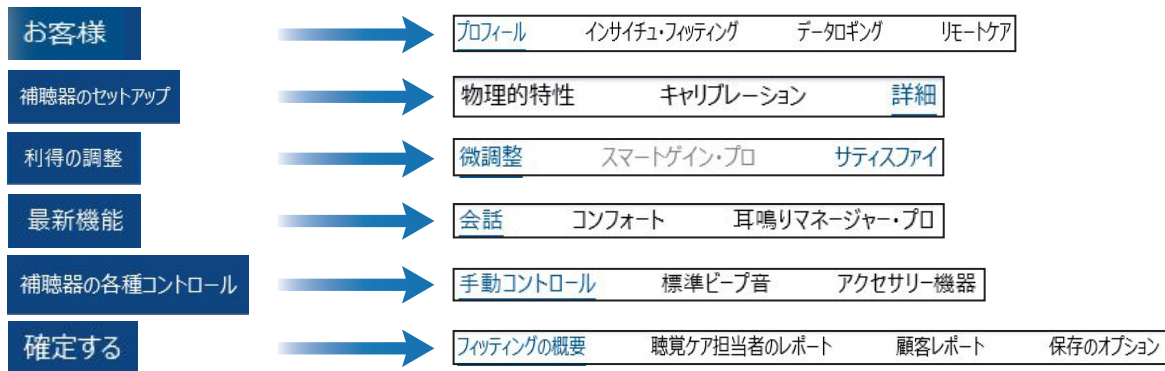 お客様 プロフィール インサイチュ・フィッティング データロギング リモートケア
補聴器のセットアップ 物理的特性 キャリブレーション 詳細
利得の調整 微調整 スマートゲイン・プロ サティスファイ
最新機能 会話 コンフォート 耳鳴りマネージャー・プロ
補聴器の各種コントロール 手動コントロール 標準ビープ音 アクセサリー機器
確定する フィッティングの概要 聴覚ケア担当者のレポート 顧客レポート 保存のオプション